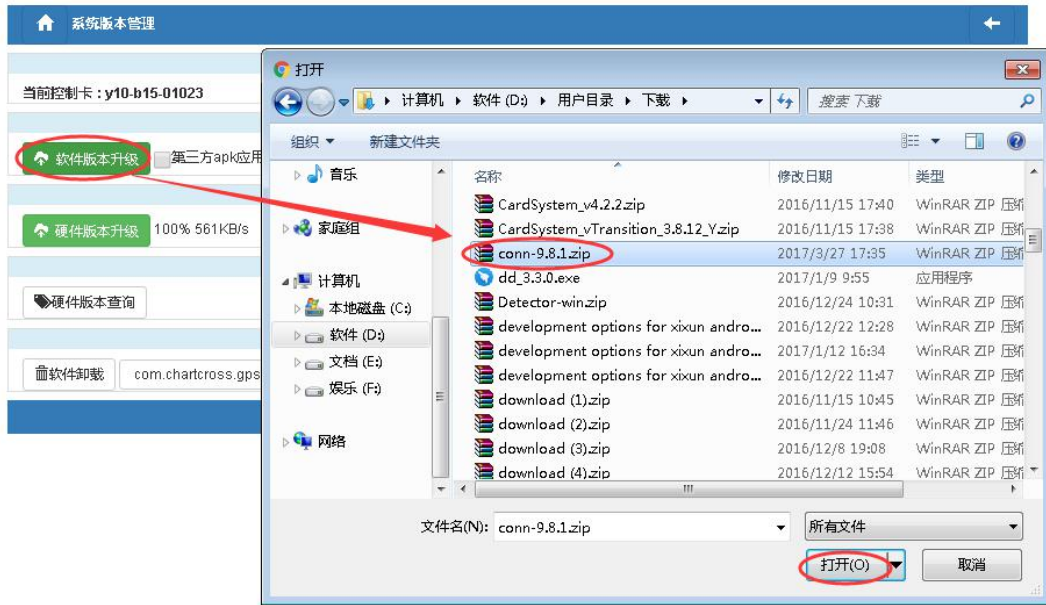 系统版本管理
当前控制卡：y10-b15-01023
软件版本升级 第三方apk应用
硬件版本升级 100% 561KB/s
硬件版本查询
软件卸载 com.chartcross.gps
打开
计算机 软件 (D:) 用户目录 下载
搜索 下载
组织 新建文件夹
音乐
家庭组
计算机
本地磁盘 (C:)
软件 (D:)
文档 (E:)
娱乐 (F:)
网络
名称 修改日期 类型
CardSystem_v4.2.2.zip 2016/11/15 17:40 WinRAR ZIP 压缩
CardSystem_vTransition_3.8.12_Y.zip 2016/11/15 17:38 WinRAR ZIP 压缩
conn-9.8.1.zip 2017/3/27 17:35 WinRAR ZIP 压缩
dd_3.3.0.exe 2017/1/9 9:55 应用程序
Detector-win.zip 2016/12/24 10:31 WinRAR ZIP 压缩
development options for xixun andro... 2016/12/22 12:28 WinRAR ZIP 压缩
development options for xixun andro... 2017/1/12 16:34 WinRAR ZIP 压缩
development options for xixun andro... 2016/12/22 11:47 WinRAR ZIP 压缩
download (1).zip 2016/11/15 10:45 WinRAR ZIP 压缩
download (2).zip 2016/11/24 11:46 WinRAR ZIP 压缩
download (3).zip 2016/12/8 19:08 WinRAR ZIP 压缩
download (4).zip 2016/12/12 15:54 WinRAR ZIP 压缩
文件名(N): conn-9.8.1.zip 所有文件
打开(O) 取消